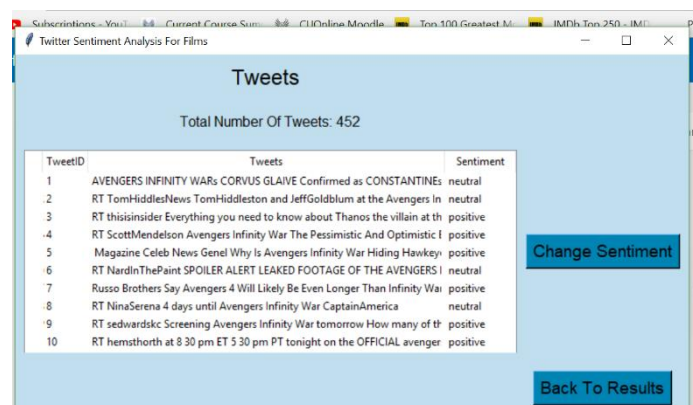 Subscriptions - You Current Course Sum CUOnline Moodle Top 100 Greatest M IMDb Top 250 - IMD
Twitter Sentiment Analysis For Films
Tweets
Total Number Of Tweets: 452
TweetID Tweets Sentiment
1 AVENGERS INFINITY WARs CORVUS GLAIVE Confirmed as CONSTANTINEs neutral
2 RT TomHiddlesNews TomHiddleston and JeffGoldblum at the Avengers In neutral
3 RT thisisinsider Everything you need to know about Thanos the villain at th positive
4 RT ScottMendelson Avengers Infinity War The Pessimistic And Optimistic positive
5 Magazine Celeb News Genel Why Is Avengers Infinity War Hiding Hawkey positive
6 RT NardInThePaint SPOILER ALERT LEAKED FOOTAGE OF THE AVENGERS neutral
7 Russo Brothers Say Avengers 4 Will Likely Be Even Longer Than Infinity Wa positive
8 RT NinaSerena 4 days until Avengers Infinity War CaptainAmerica neutral
9 RT sedwardskc Screening Avengers Infinity War tomorrow How many of th positive
10 RT hemsthorth at 8 30 pm ET 5 30 pm PT tonight on the OFFICIAL avenger positive
Change Sentiment
Back To Results